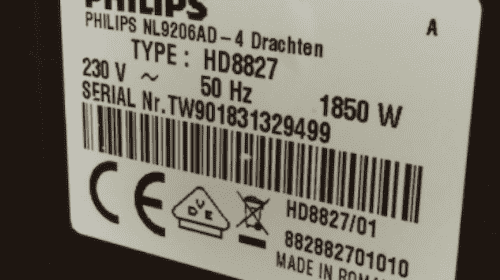 PHILIPS
A
PHILIPS NL9206AD-4 Drachten
TYPE: HD8827
230 V ~ 50 Hz 1850 W
SERIAL Nr.TW901831329499
CE
VDE
HD8827/01
882882701010
MADE IN